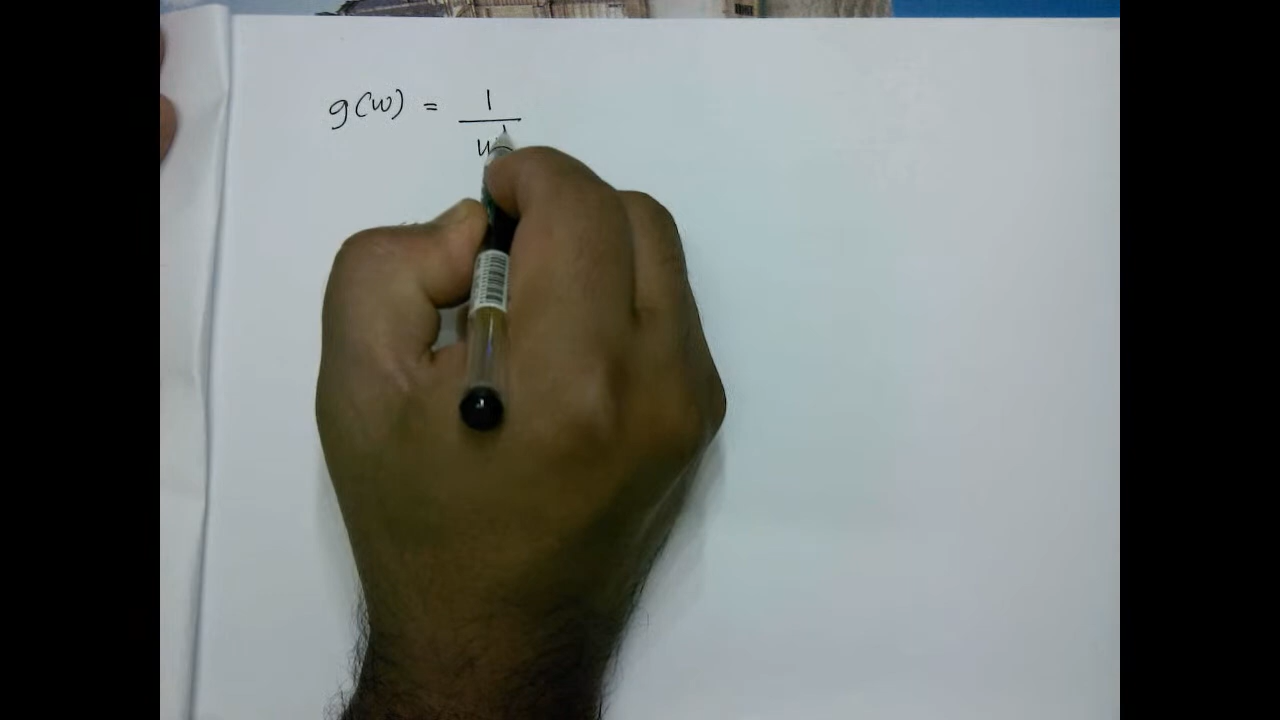 g(w) = 1/w